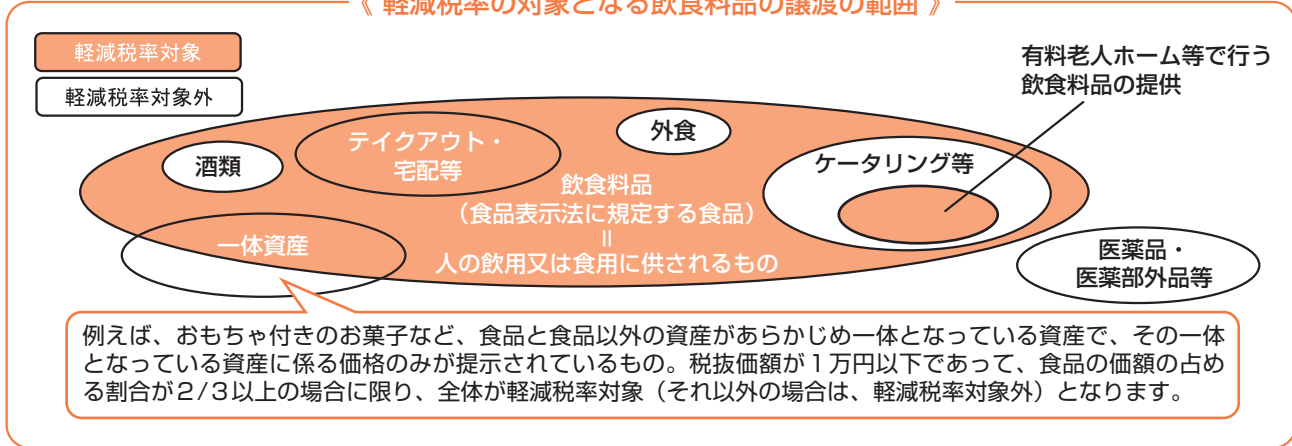 《 軽減税率の対象となる飲食料品の譲渡の範囲 》
軽減税率対象
軽減税率対象外
有料老人ホーム等で行う
飲食料品の提供
酒類
テイクアウト・
宅配等
外食
ケータリング等
飲食料品
（食品表示法に規定する食品）
＝
人の飲用又は食用に供されるもの
一体資産
医薬品・
医薬部外品等
例えば、おもちゃ付きのお菓子など、食品と食品以外の資産があらかじめ一体となっている資産で、その一体
となっている資産に係る価格のみが提示されているもの。税抜価額が１万円以下であって、食品の価額の占め
る割合が２/３以上の場合に限り、全体が軽減税率対象（それ以外の場合は、軽減税率対象外）となります。